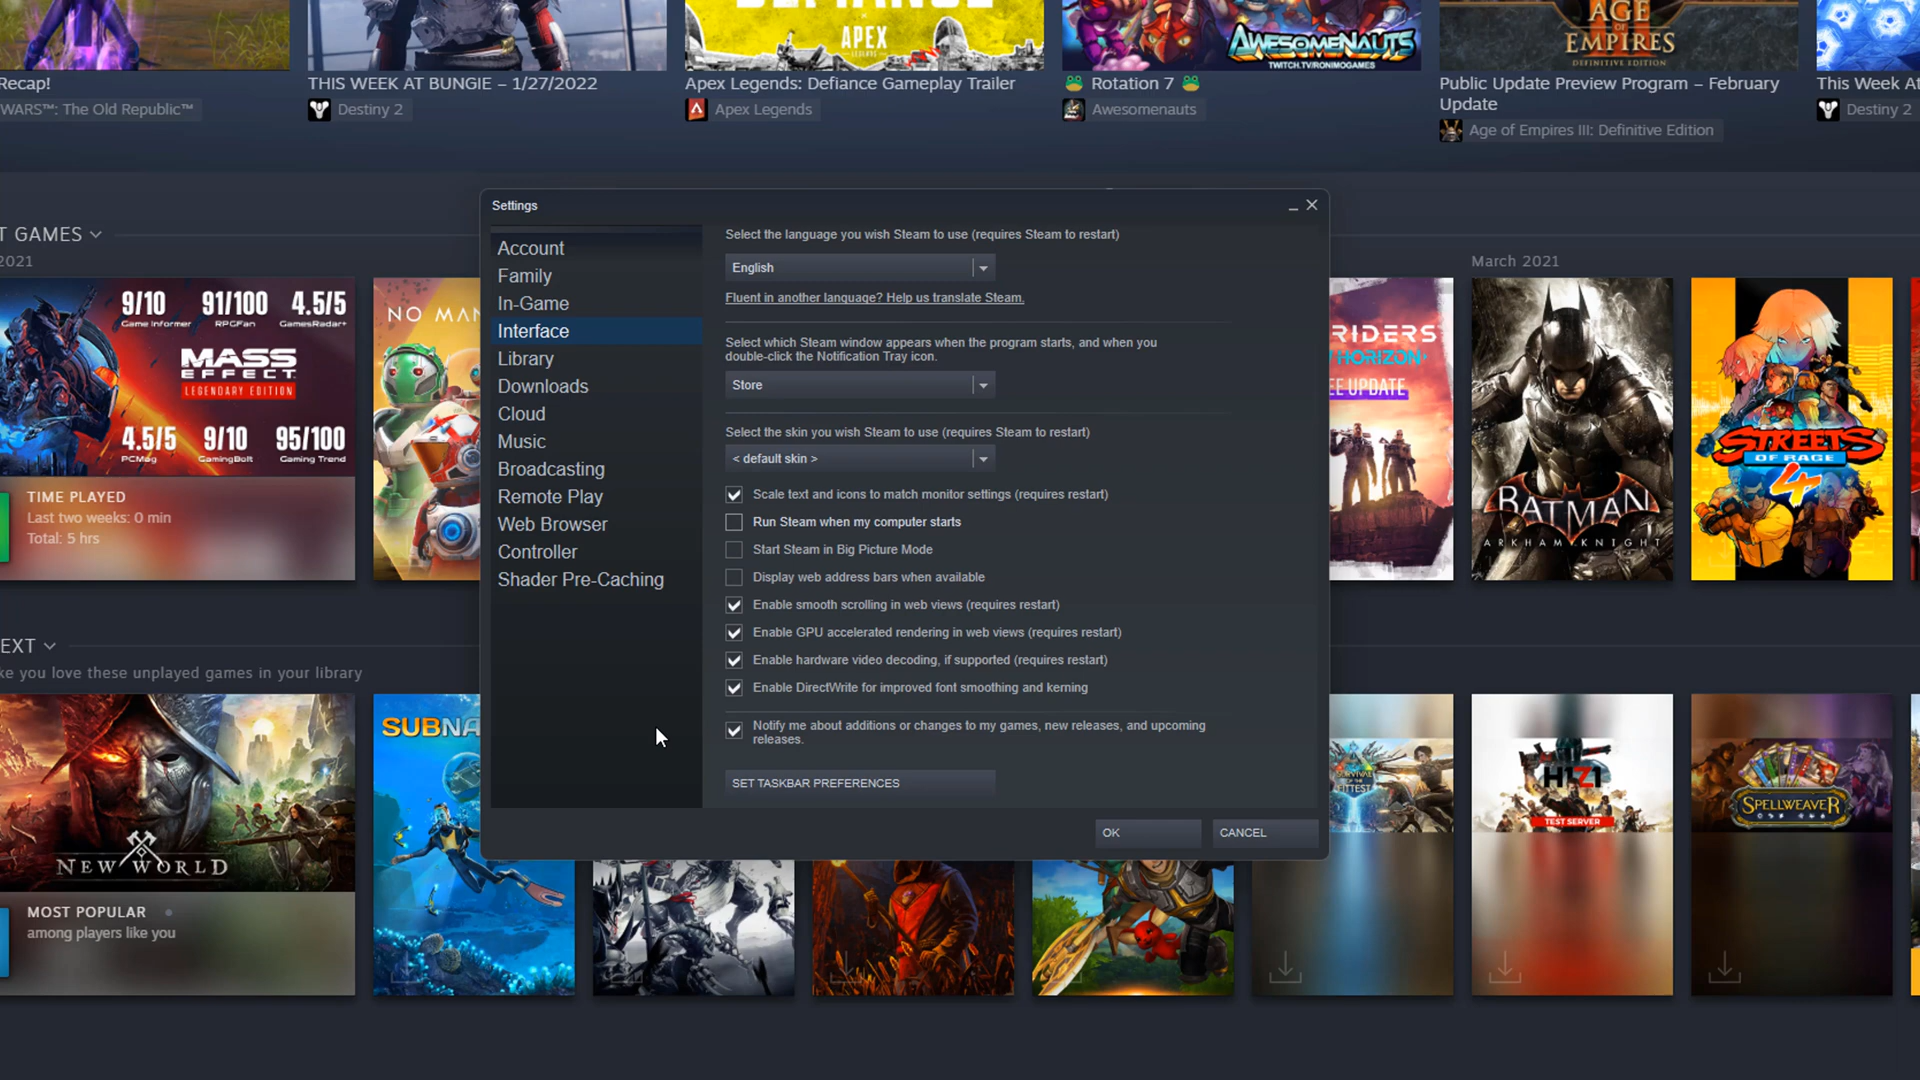 APEX
LEGENDS
AWESOMENAUTS
TWITCH.TV/RONIMOGAMES
AGE
OF
EMPIRES
DEFINITIVE EDITION
Recap!
THIS WEEK AT BUNGIE – 1/27/2022
Apex Legends: Defiance Gameplay Trailer
🐸 Rotation 7 🐸
Public Update Preview Program – February
Update
This Week At
WARS™: The Old Republic™
Destiny 2
Apex Legends
Awesomenauts
Age of Empires III: Definitive Edition
Destiny 2
T GAMES
2021
March 2021
9/10
Game Informer
91/100
RPGFan
4.5/5
GamesRadar+
MASS
EFFECT
LEGENDARY EDITION
4.5/5
PCMag
9/10
GamingBolt
95/100
Gaming Trend
TIME PLAYED
Last two weeks: 0 min
Total: 5 hrs
NO MAN
Settings
Account
Family
In-Game
Interface
Library
Downloads
Cloud
Music
Broadcasting
Remote Play
Web Browser
Controller
Shader Pre-Caching
Select the language you wish Steam to use (requires Steam to restart)
English
Fluent in another language? Help us translate Steam.
Select which Steam window appears when the program starts, and when you
double-click the Notification Tray icon.
Store
Select the skin you wish Steam to use (requires Steam to restart)
< default skin >
Scale text and icons to match monitor settings (requires restart)
Run Steam when my computer starts
Start Steam in Big Picture Mode
Display web address bars when available
Enable smooth scrolling in web views (requires restart)
Enable GPU accelerated rendering in web views (requires restart)
Enable hardware video decoding, if supported (requires restart)
Enable DirectWrite for improved font smoothing and kerning
Notify me about additions or changes to my games, new releases, and upcoming
releases.
SET TASKBAR PREFERENCES
OK
CANCEL
RIDERS
HORIZON
EE UPDATE
BATMAN
ARKHAM KNIGHT
STREETS
OF RAGE
4
EXT
ke you love these unplayed games in your library
NEW WORLD
MOST POPULAR
among players like you
SUBNA
SURVIVAL
OF THE
FITTEST
H1Z1
TEST SERVER
SPELLWEAVER